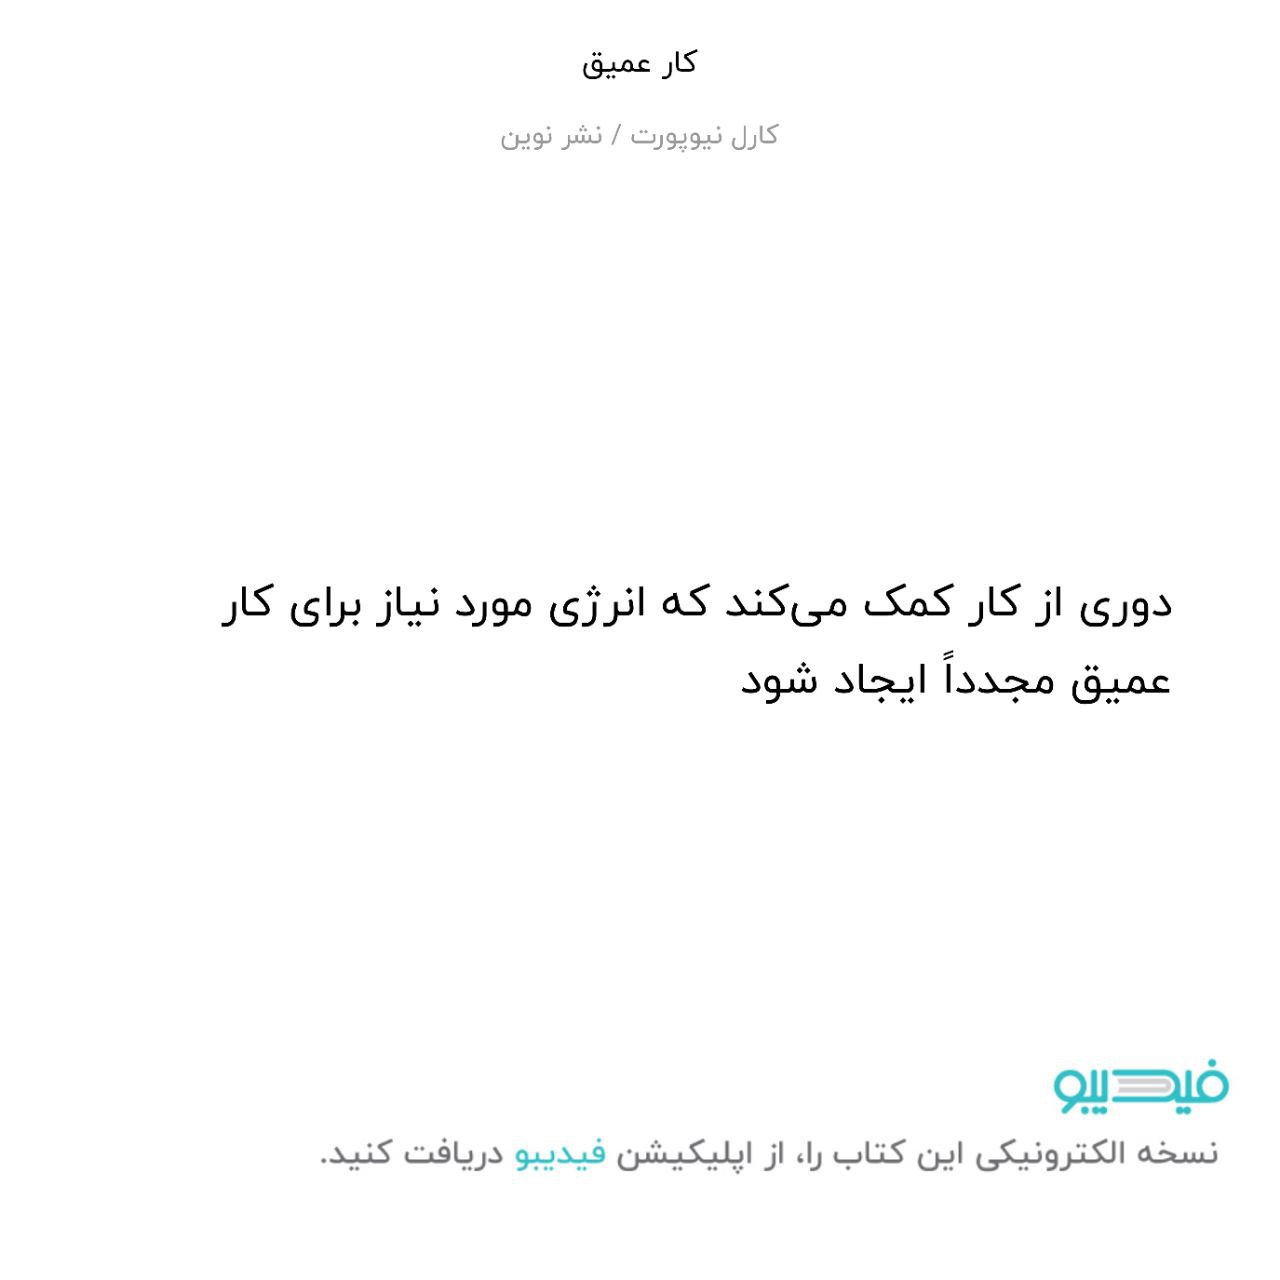 کار عمیق
کارل نیوپورت / نشر نوین
دوری از کار کمک می‌کند که انرژی مورد نیاز برای کار
عمیق مجدداً ایجاد شود
فیدیبو
نسخه الکترونیکی این کتاب را، از اپلیکیشن فیدیبو دریافت کنید.